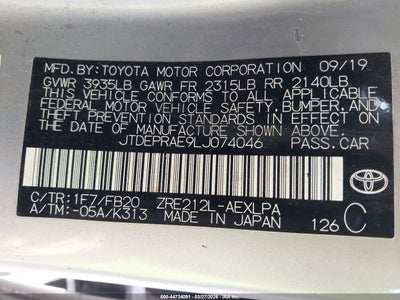 MFD.BY:TOYOTA MOTOR CORPORATION 09/19
GVWR 3935LB GAWR FR 2315LB RR 2140LB
THIS VEHICLE CONFORMS TO ALL APPLICABLE
FEDERAL MOTOR VEHICLE SAFETY, BUMPER, AND
THEFT PREVENTION STANDARDS IN EFFECT ON
THE DATE OF MANUFACTURE SHOWN ABOVE.
JTDEPRAE9LJ074046 PASS.CAR
C/TR:1F7/FB20 ZRE212L-AEXLPA
A/TM:-05A/K313 MADE IN JAPAN 126 C
TOYOTA